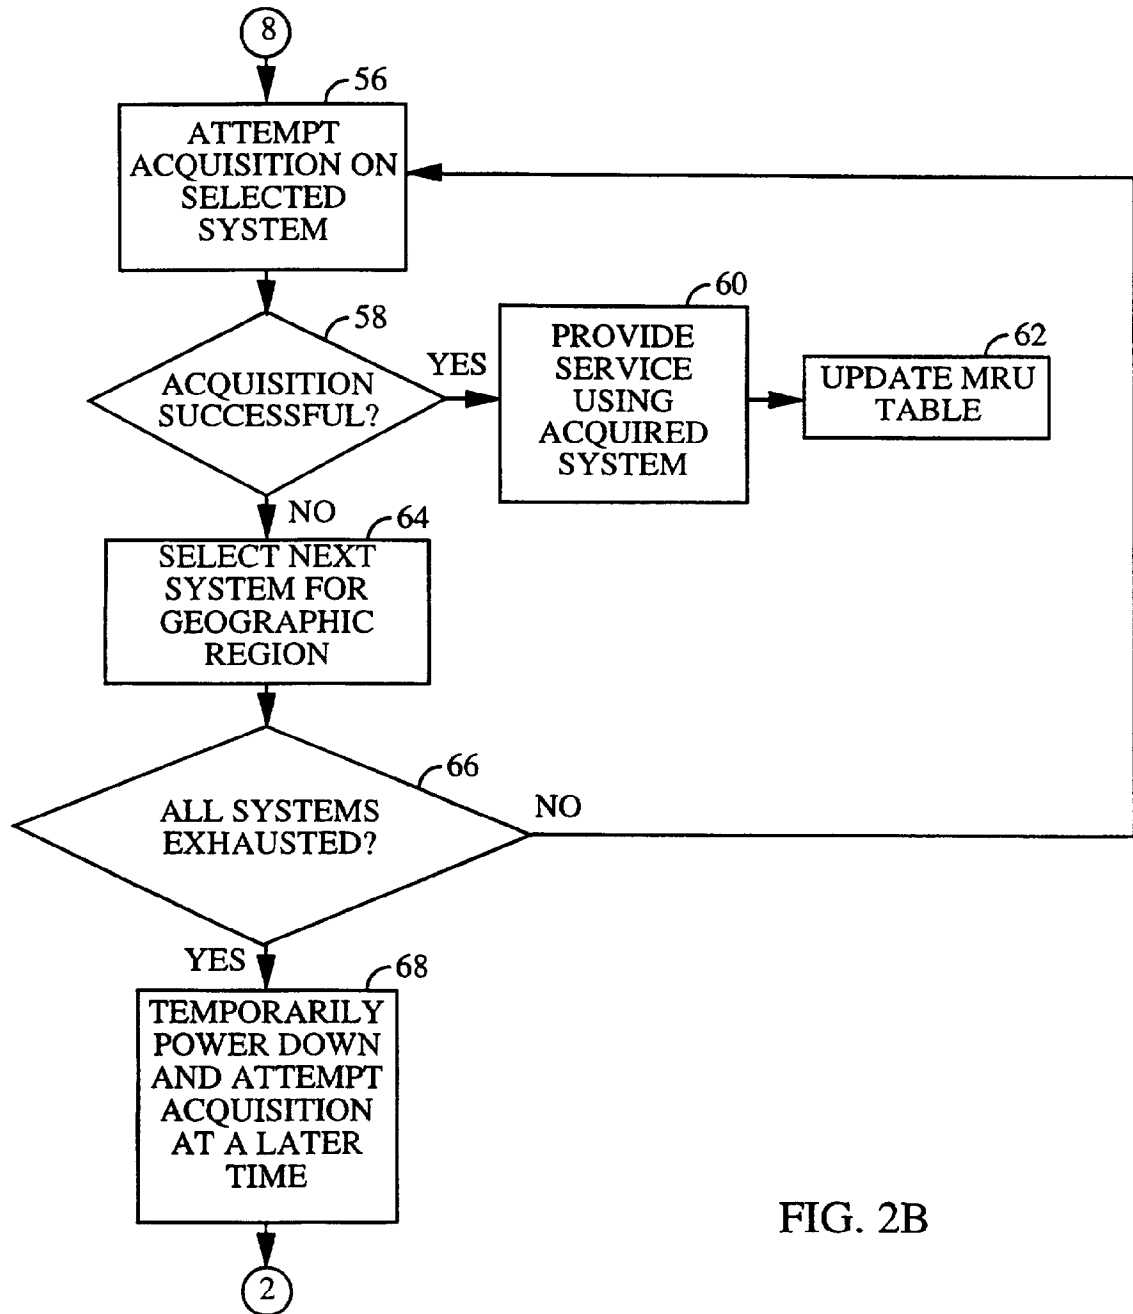 8
56
ATTEMPT
ACQUISITION ON
SELECTED
SYSTEM
58
ACQUISITION
SUCCESSFUL?
YES
60
PROVIDE
SERVICE
USING
ACQUIRED
SYSTEM
62
UPDATE MRU
TABLE
NO
64
SELECT NEXT
SYSTEM FOR
GEOGRAPHIC
REGION
66
ALL SYSTEMS
EXHAUSTED?
NO
YES
68
TEMPORARILY
POWER DOWN
AND ATTEMPT
ACQUISITION
AT A LATER
TIME
2
FIG. 2B